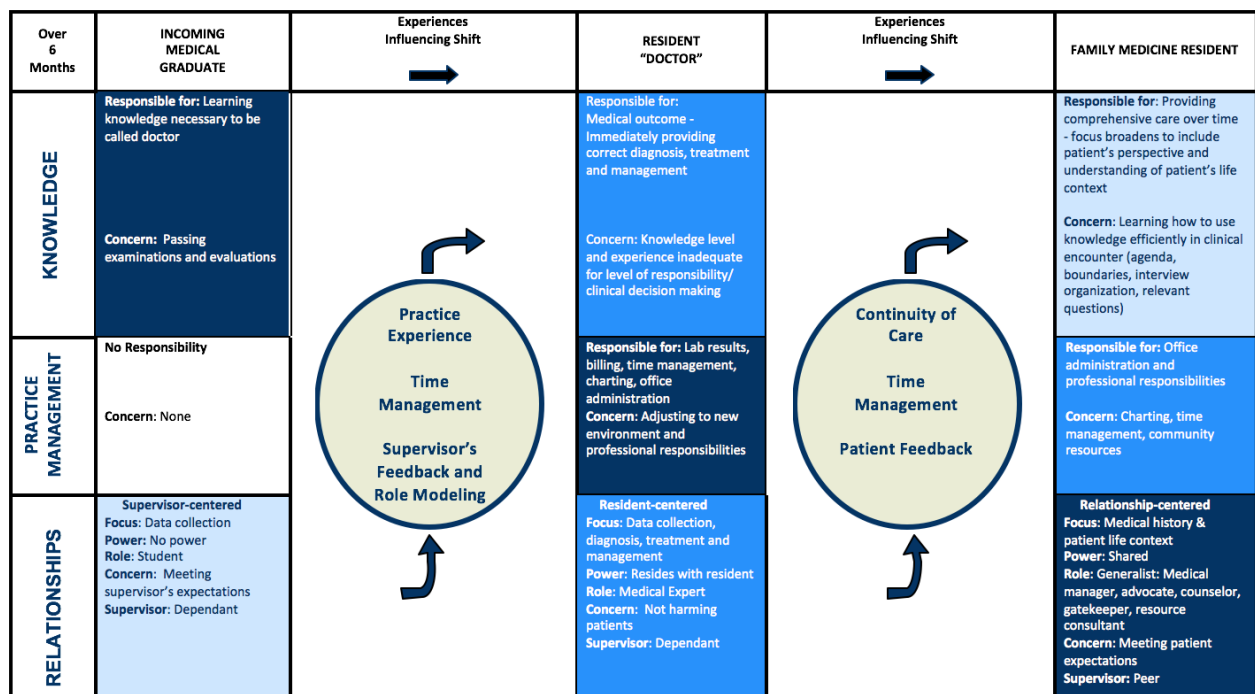 Over
6
Months
INCOMING
MEDICAL
GRADUATE
Experiences
Influencing Shift
RESIDENT
“DOCTOR”
Experiences
Influencing Shift
FAMILY MEDICINE RESIDENT
KNOWLEDGE
Responsible for: Learning
knowledge necessary to be
called doctor
Concern: Passing
examinations and evaluations
Responsible for:
Medical outcome -
Immediately providing
correct diagnosis, treatment
and management
Concern: Knowledge level
and experience inadequate
for level of responsibility/
clinical decision making
Responsible for: Providing
comprehensive care over time
- focus broadens to include
patient’s perspective and
understanding of patient’s life
context
Concern: Learning how to use
knowledge efficiently in clinical
encounter (agenda,
boundaries, interview
organization, relevant
questions)
Practice
Experience
Time
Management
Supervisor’s
Feedback and
Role Modeling
Continuity of
Care
Time
Management
Patient Feedback
PRACTICE
MANAGEMENT
No Responsibility
Concern: None
Responsible for: Lab results,
billing, time management,
charting, office
administration
Concern: Adjusting to new
environment and
professional responsibilities
Responsible for: Office
administration and
professional responsibilities
Concern: Charting, time
management, community
resources
RELATIONSHIPS
Supervisor-centered
Focus: Data collection
Power: No power
Role: Student
Concern: Meeting
supervisor’s expectations
Supervisor: Dependant
Resident-centered
Focus: Data collection,
diagnosis, treatment and
management
Power: Resides with resident
Role: Medical Expert
Concern: Not harming
patients
Supervisor: Dependant
Relationship-centered
Focus: Medical history &
patient life context
Power: Shared
Role: Generalist: Medical
manager, advocate, counselor,
gatekeeper, resource
consultant
Concern: Meeting patient
expectations
Supervisor: Peer